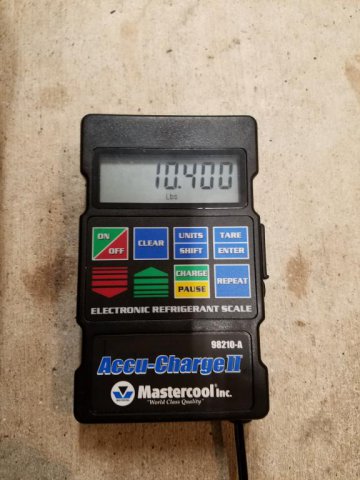 10.400
Lbs
ON
OFF
CLEAR
UNITS
SHIFT
TARE
ENTER
CHARGE
PAUSE
REPEAT
ELECTRONIC REFRIGERANT SCALE
98210-A
Accu-Charge II
Mastercool Inc.
"World Class Quality"